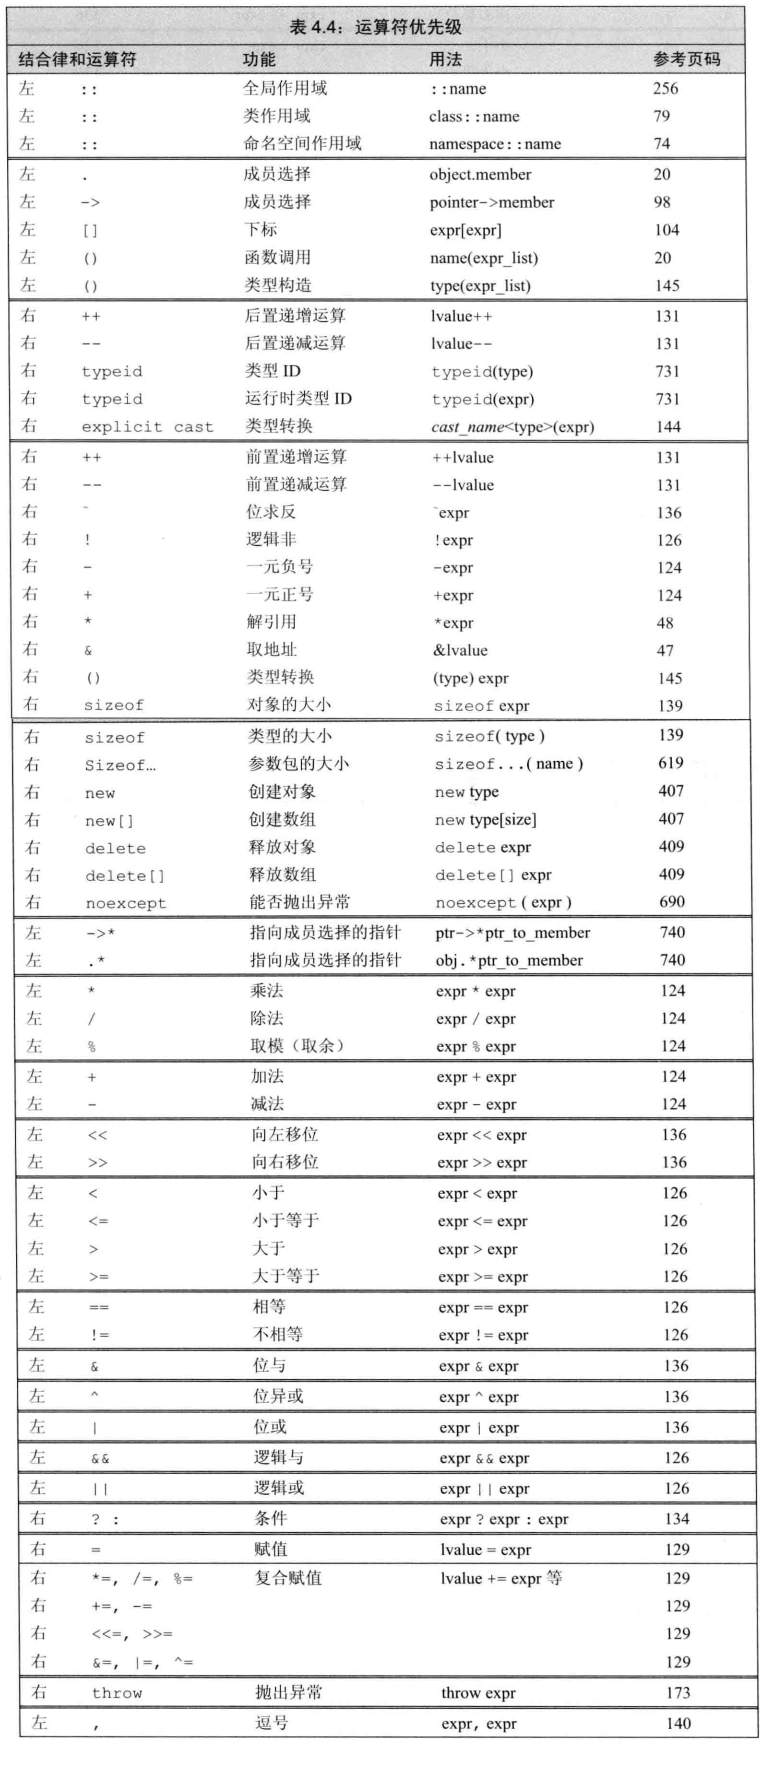 表 4.4：运算符优先级
结合律和运算符 功能 用法 参考页码
左 :: 全局作用域 ::name 256
左 :: 类作用域 class::name 79
左 :: 命名空间作用域 namespace::name 74
左 . 成员选择 object.member 20
左 -> 成员选择 pointer->member 98
左 [] 下标 expr[expr] 104
左 () 函数调用 name(expr_list) 20
左 () 类型构造 type(expr_list) 145
右 ++ 后置递增运算 lvalue++ 131
右 -- 后置递减运算 lvalue-- 131
右 typeid 类型 ID typeid(type) 731
右 typeid 运行时类型 ID typeid(expr) 731
右 explicit cast 类型转换 cast_name<type>(expr) 144
右 ++ 前置递增运算 ++lvalue 131
右 -- 前置递减运算 --lvalue 131
右 ~ 位求反 ~expr 136
右 ! 逻辑非 !expr 126
右 - 一元负号 -expr 124
右 + 一元正号 +expr 124
右 * 解引用 *expr 48
右 & 取地址 &lvalue 47
右 () 类型转换 (type) expr 145
右 sizeof 对象的大小 sizeof expr 139
右 sizeof 类型的大小 sizeof( type ) 139
右 Sizeof… 参数包的大小 sizeof...( name ) 619
右 new 创建对象 new type 407
右 new[] 创建数组 new type[size] 407
右 delete 释放对象 delete expr 409
右 delete[] 释放数组 delete[] expr 409
右 noexcept 能否抛出异常 noexcept ( expr ) 690
左 ->* 指向成员选择的指针 ptr->*ptr_to_member 740
左 .* 指向成员选择的指针 obj.*ptr_to_member 740
左 * 乘法 expr * expr 124
左 / 除法 expr / expr 124
左 % 取模（取余） expr % expr 124
左 + 加法 expr + expr 124
左 - 减法 expr - expr 124
左 << 向左移位 expr << expr 136
左 >> 向右移位 expr >> expr 136
左 < 小于 expr < expr 126
左 <= 小于等于 expr <= expr 126
左 > 大于 expr > expr 126
左 >= 大于等于 expr >= expr 126
左 == 相等 expr == expr 126
左 != 不相等 expr != expr 126
左 & 位与 expr & expr 136
左 ^ 位异或 expr ^ expr 136
左 | 位或 expr | expr 136
左 && 逻辑与 expr && expr 126
左 || 逻辑或 expr || expr 126
右 ? : 条件 expr ? expr : expr 134
右 = 赋值 lvalue = expr 129
右 *=, /=, %= 复合赋值 lvalue += expr 等 129
右 +=, -= 129
右 <<=, >>= 129
右 &=, |=, ^= 129
右 throw 抛出异常 throw expr 173
左 , 逗号 expr, expr 140